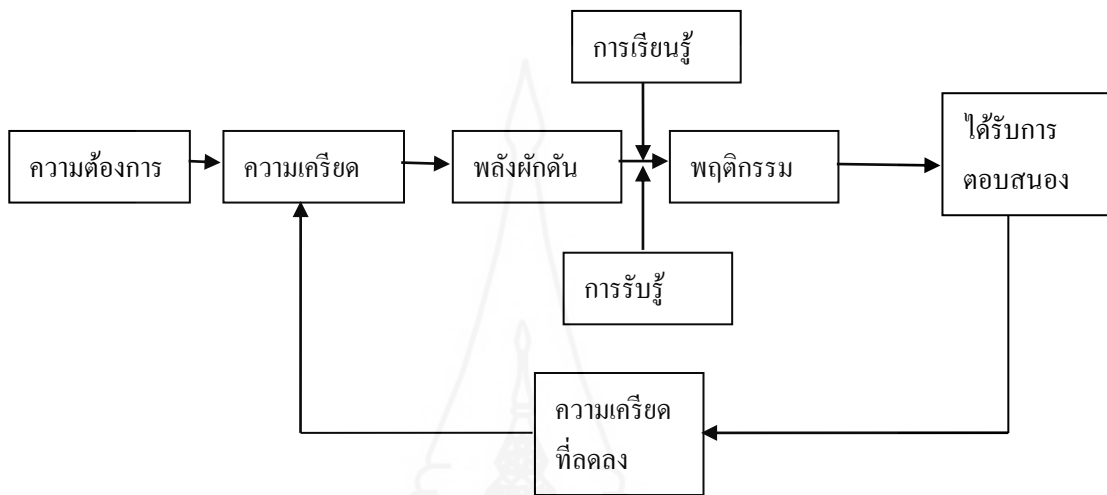 การเรียนรู้
ความต้องการ
ความเครียด
พลังผักดัน
พฤติกรรม
ได้รับการ
ตอบสนอง
การรับรู้
ความเครียด
ที่ลดลง